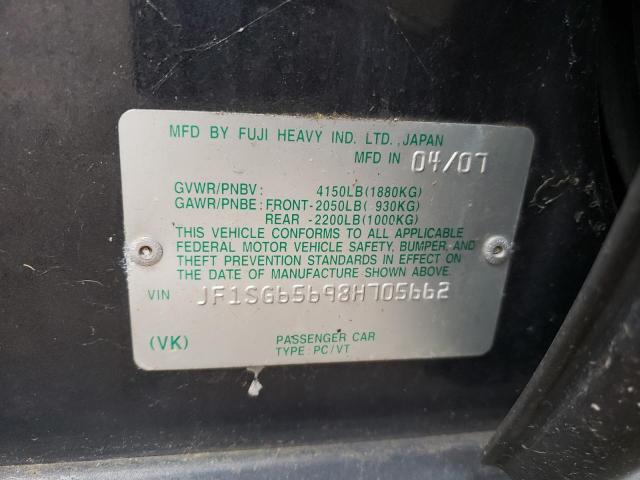 MFD BY FUJI HEAVY IND. LTD.,JAPAN
MFD IN 04/07
GVWR/PNBV: 4150LB(1880KG)
GAWR/PNBE: FRONT-2050LB( 930KG)
REAR -2200LB(1000KG)
THIS VEHICLE CONFORMS TO ALL APPLICABLE
FEDERAL MOTOR VEHICLE SAFETY, BUMPER, AND
THEFT PREVENTION STANDARDS IN EFFECT ON
THE DATE OF MANUFACTURE SHOWN ABOVE.
VIN JF1SG65698H705662
(VK) PASSENGER CAR
TYPE: PC/VT